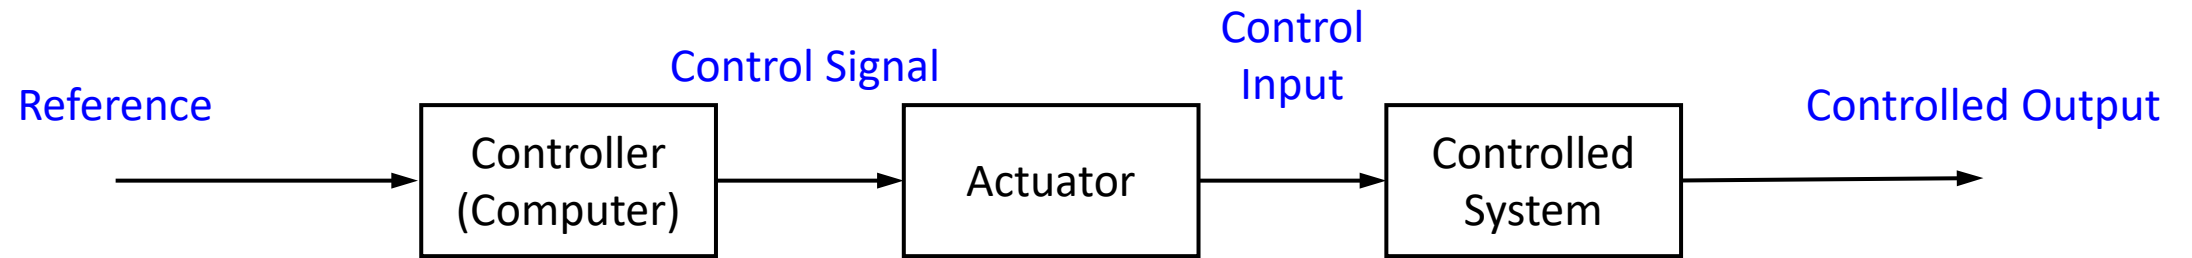 Reference
Control Signal
Control
Input
Controlled Output
Controller
(Computer)
Actuator
Controlled
System